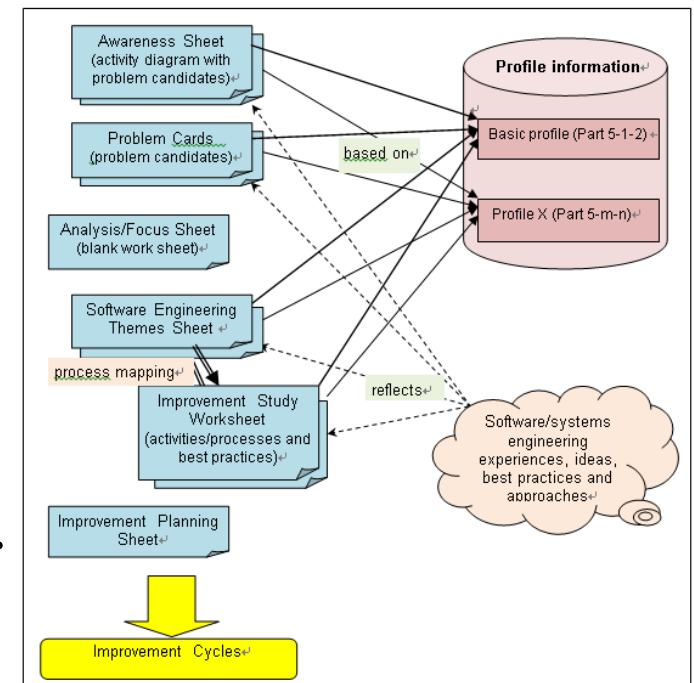 Awareness Sheet
(activity diagram with
problem candidates)↵
Profile information↵
↵
Problem Cards
(problem candidates)↵
Basic profile (Part 5-1-2)↵
based on↵
Profile X (Part 5-m-n)↵
Analysis/Focus Sheet
(blank work sheet)↵
Software Engineering
Themes Sheet ↵
process mapping↵
reflects↵
Improvement Study
Worksheet
(activities/processes and
best practices)↵
Software/systems
engineering
experiences, ideas,
best practices and
approaches↵
Improvement Planning
Sheet↵
Improvement Cycles↵